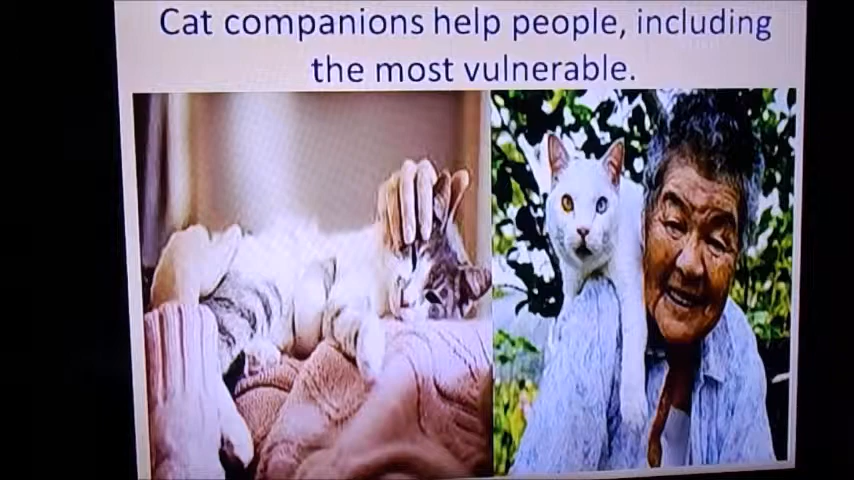 Cat companions help people, including
the most vulnerable.